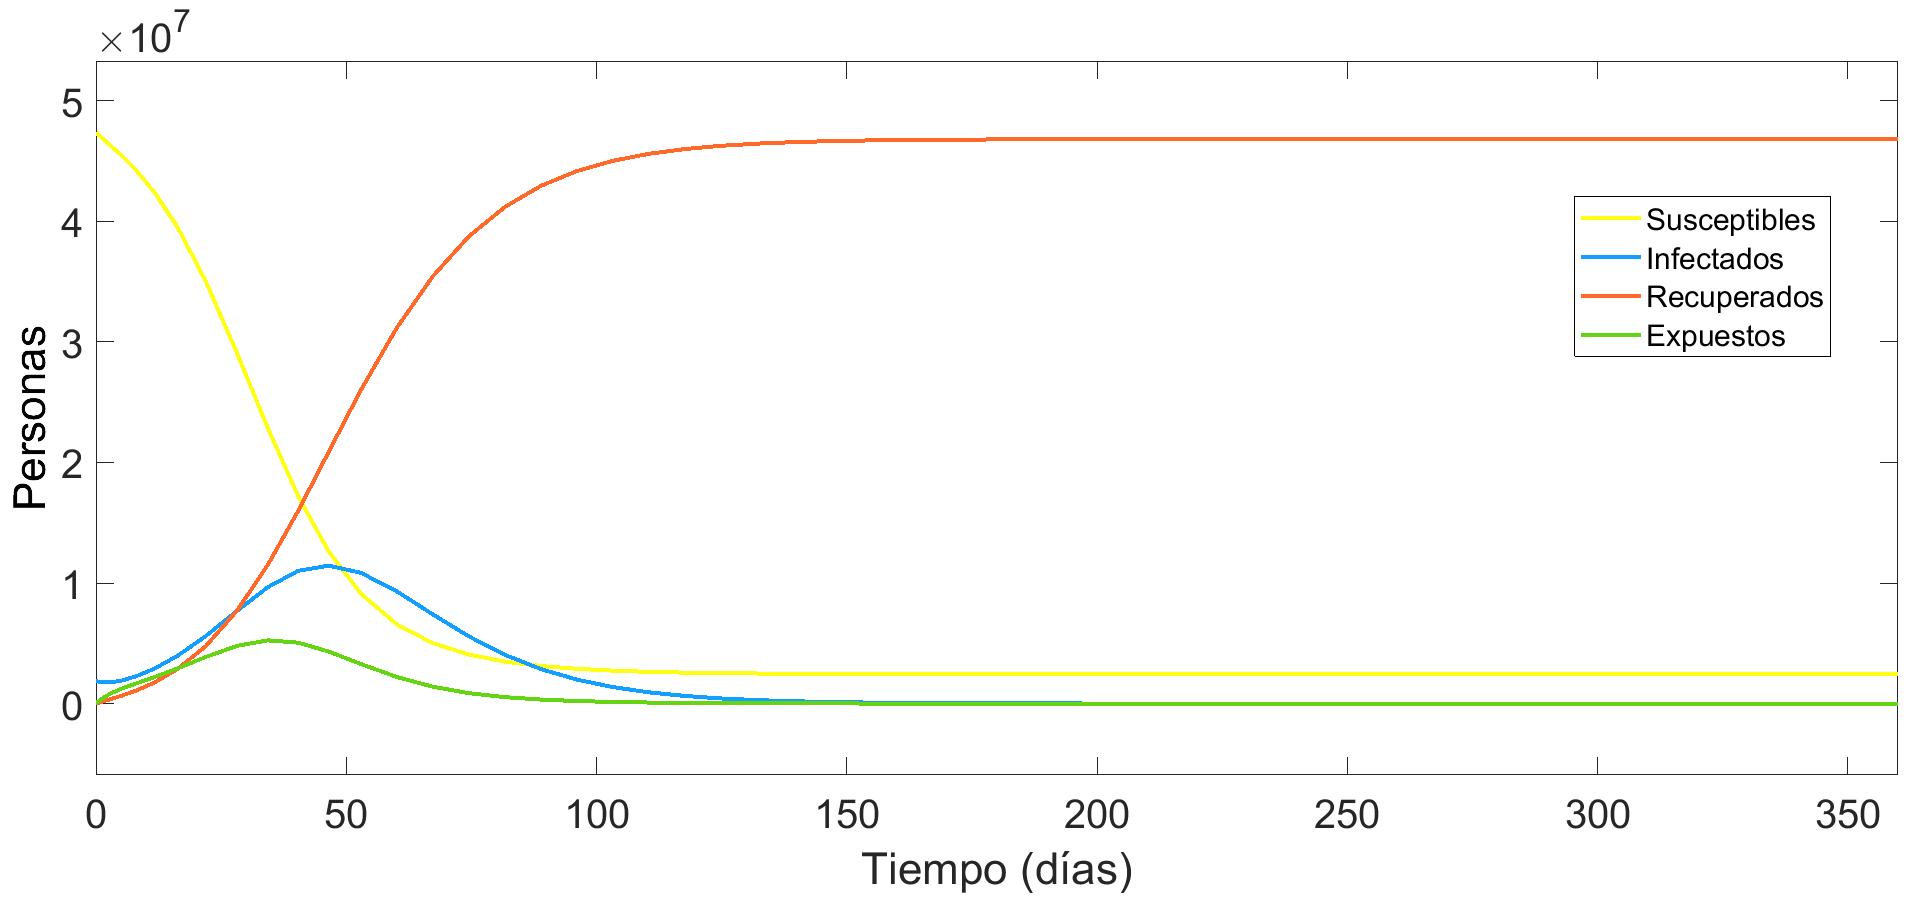 ×10⁷
5
4
3
2
1
0
Personas
0 50 100 150 200 250 300 350
Tiempo (días)
Susceptibles
Infectados
Recuperados
Expuestos